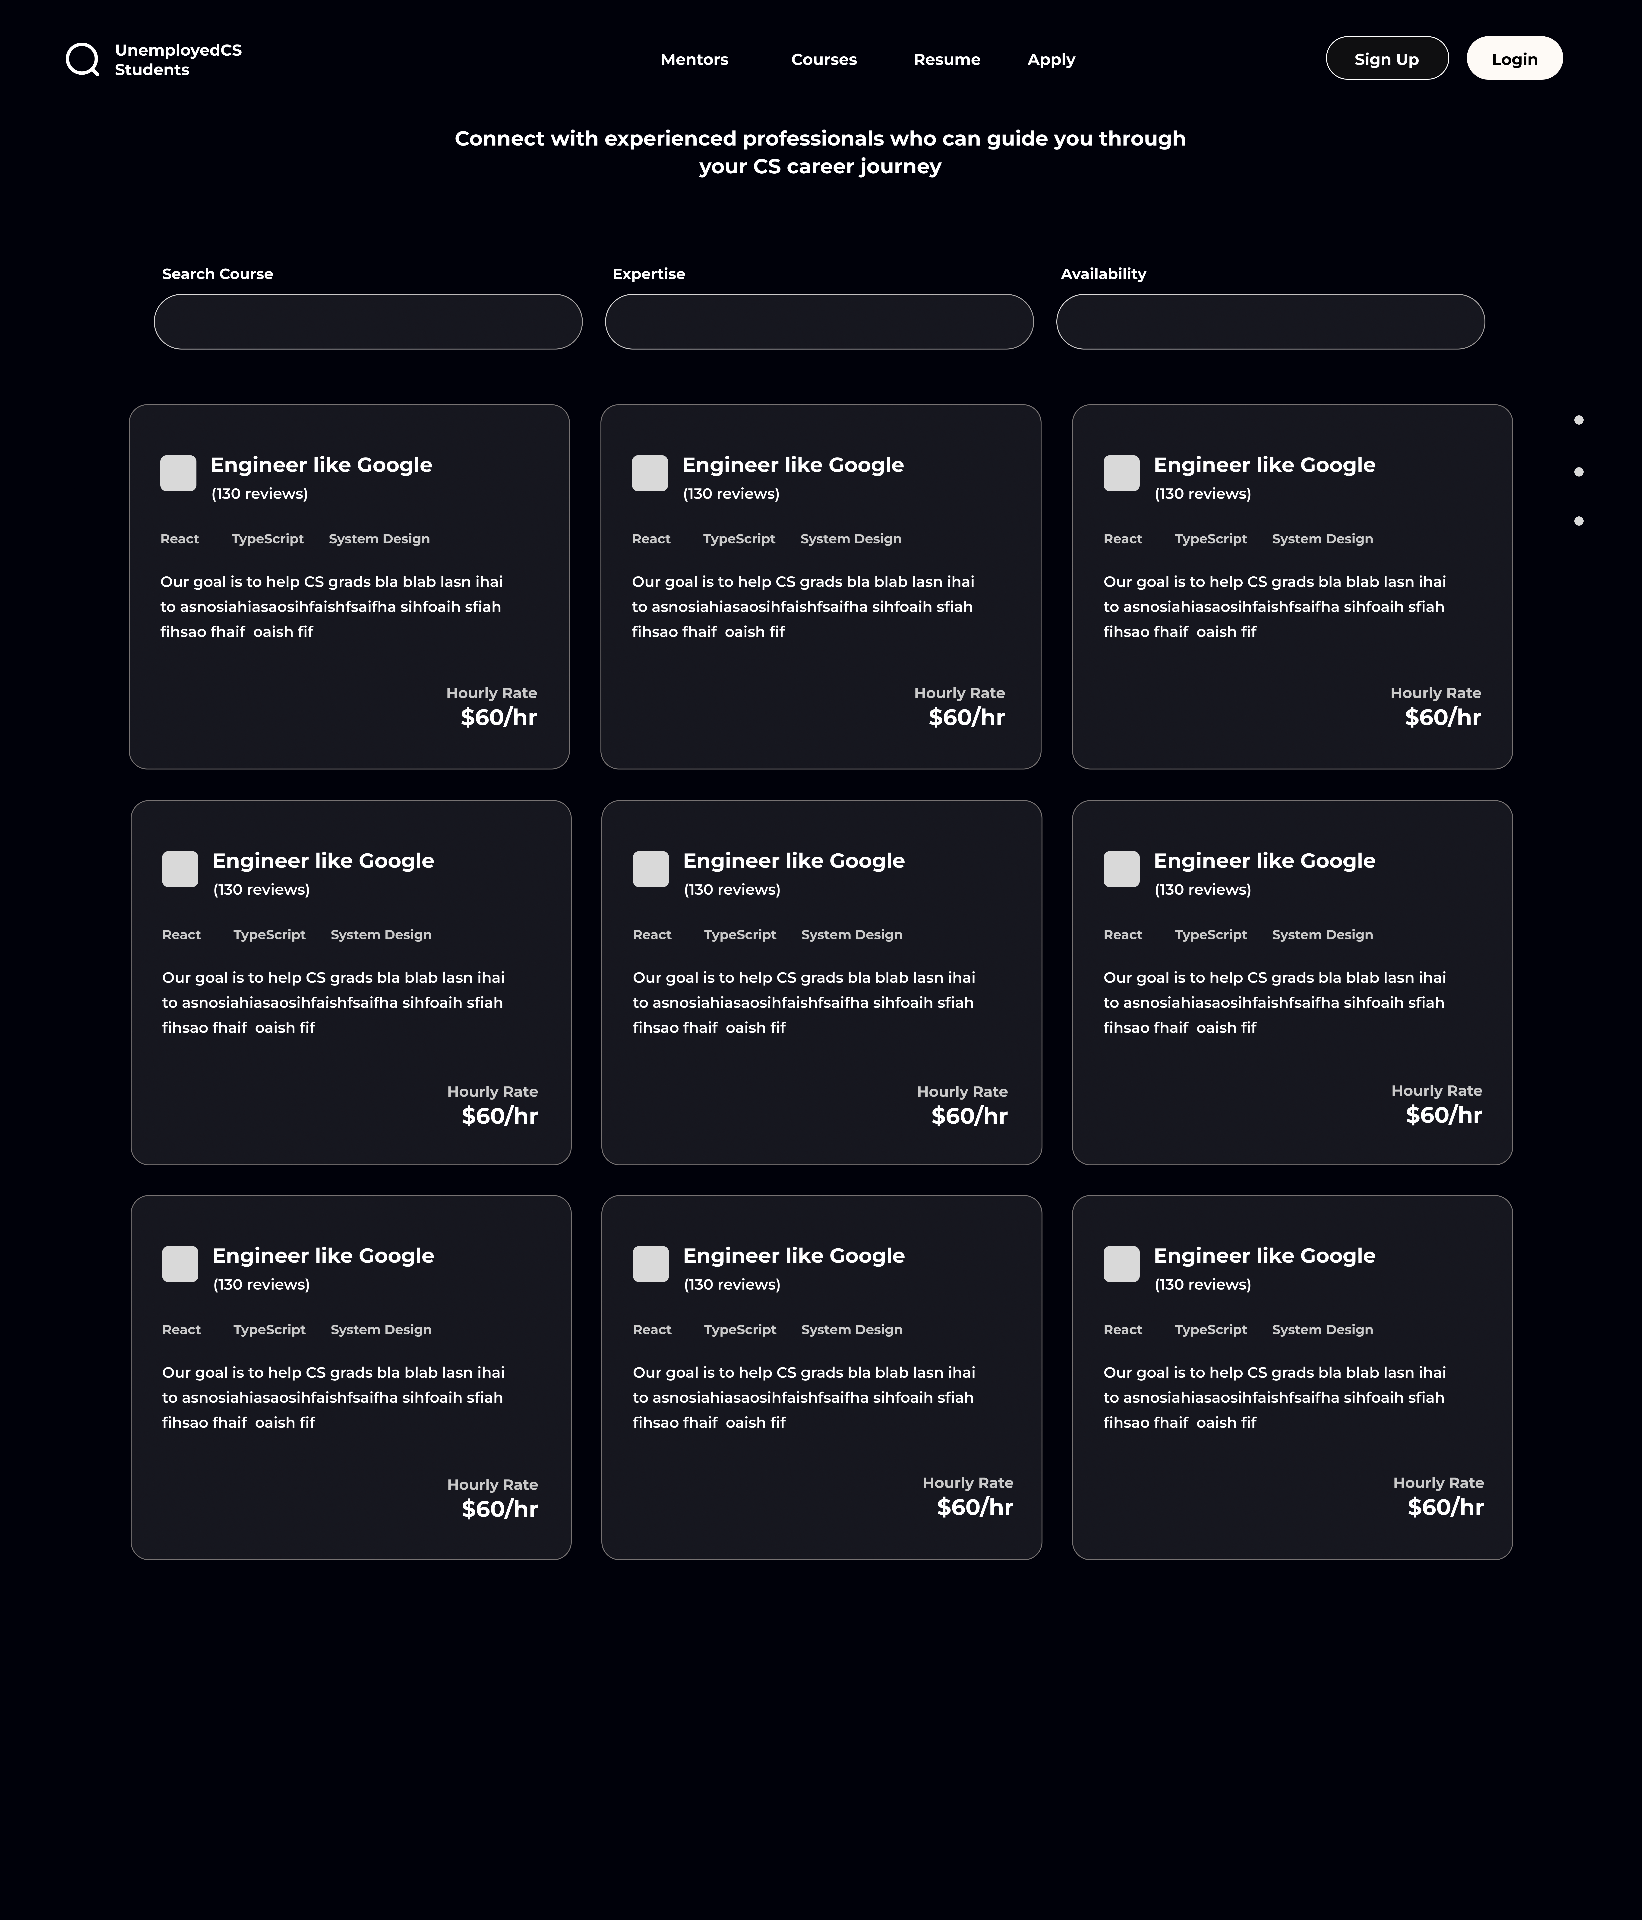 UnemployedCS
Students
Mentors
Courses
Resume
Apply
Sign Up
Login
Connect with experienced professionals who can guide you through
your CS career journey
Search Course
Expertise
Availability
Engineer like Google
(130 reviews)
React TypeScript System Design
Our goal is to help CS grads bla blab lasn ihai
to asnosiahiasaosihfaishfsaifha sihfoaih sfiah
fihsao fhaif oaish fif
Hourly Rate
$60/hr
Engineer like Google
(130 reviews)
React TypeScript System Design
Our goal is to help CS grads bla blab lasn ihai
to asnosiahiasaosihfaishfsaifha sihfoaih sfiah
fihsao fhaif oaish fif
Hourly Rate
$60/hr
Engineer like Google
(130 reviews)
React TypeScript System Design
Our goal is to help CS grads bla blab lasn ihai
to asnosiahiasaosihfaishfsaifha sihfoaih sfiah
fihsao fhaif oaish fif
Hourly Rate
$60/hr
Engineer like Google
(130 reviews)
React TypeScript System Design
Our goal is to help CS grads bla blab lasn ihai
to asnosiahiasaosihfaishfsaifha sihfoaih sfiah
fihsao fhaif oaish fif
Hourly Rate
$60/hr
Engineer like Google
(130 reviews)
React TypeScript System Design
Our goal is to help CS grads bla blab lasn ihai
to asnosiahiasaosihfaishfsaifha sihfoaih sfiah
fihsao fhaif oaish fif
Hourly Rate
$60/hr
Engineer like Google
(130 reviews)
React TypeScript System Design
Our goal is to help CS grads bla blab lasn ihai
to asnosiahiasaosihfaishfsaifha sihfoaih sfiah
fihsao fhaif oaish fif
Hourly Rate
$60/hr
Engineer like Google
(130 reviews)
React TypeScript System Design
Our goal is to help CS grads bla blab lasn ihai
to asnosiahiasaosihfaishfsaifha sihfoaih sfiah
fihsao fhaif oaish fif
Hourly Rate
$60/hr
Engineer like Google
(130 reviews)
React TypeScript System Design
Our goal is to help CS grads bla blab lasn ihai
to asnosiahiasaosihfaishfsaifha sihfoaih sfiah
fihsao fhaif oaish fif
Hourly Rate
$60/hr
Engineer like Google
(130 reviews)
React TypeScript System Design
Our goal is to help CS grads bla blab lasn ihai
to asnosiahiasaosihfaishfsaifha sihfoaih sfiah
fihsao fhaif oaish fif
Hourly Rate
$60/hr